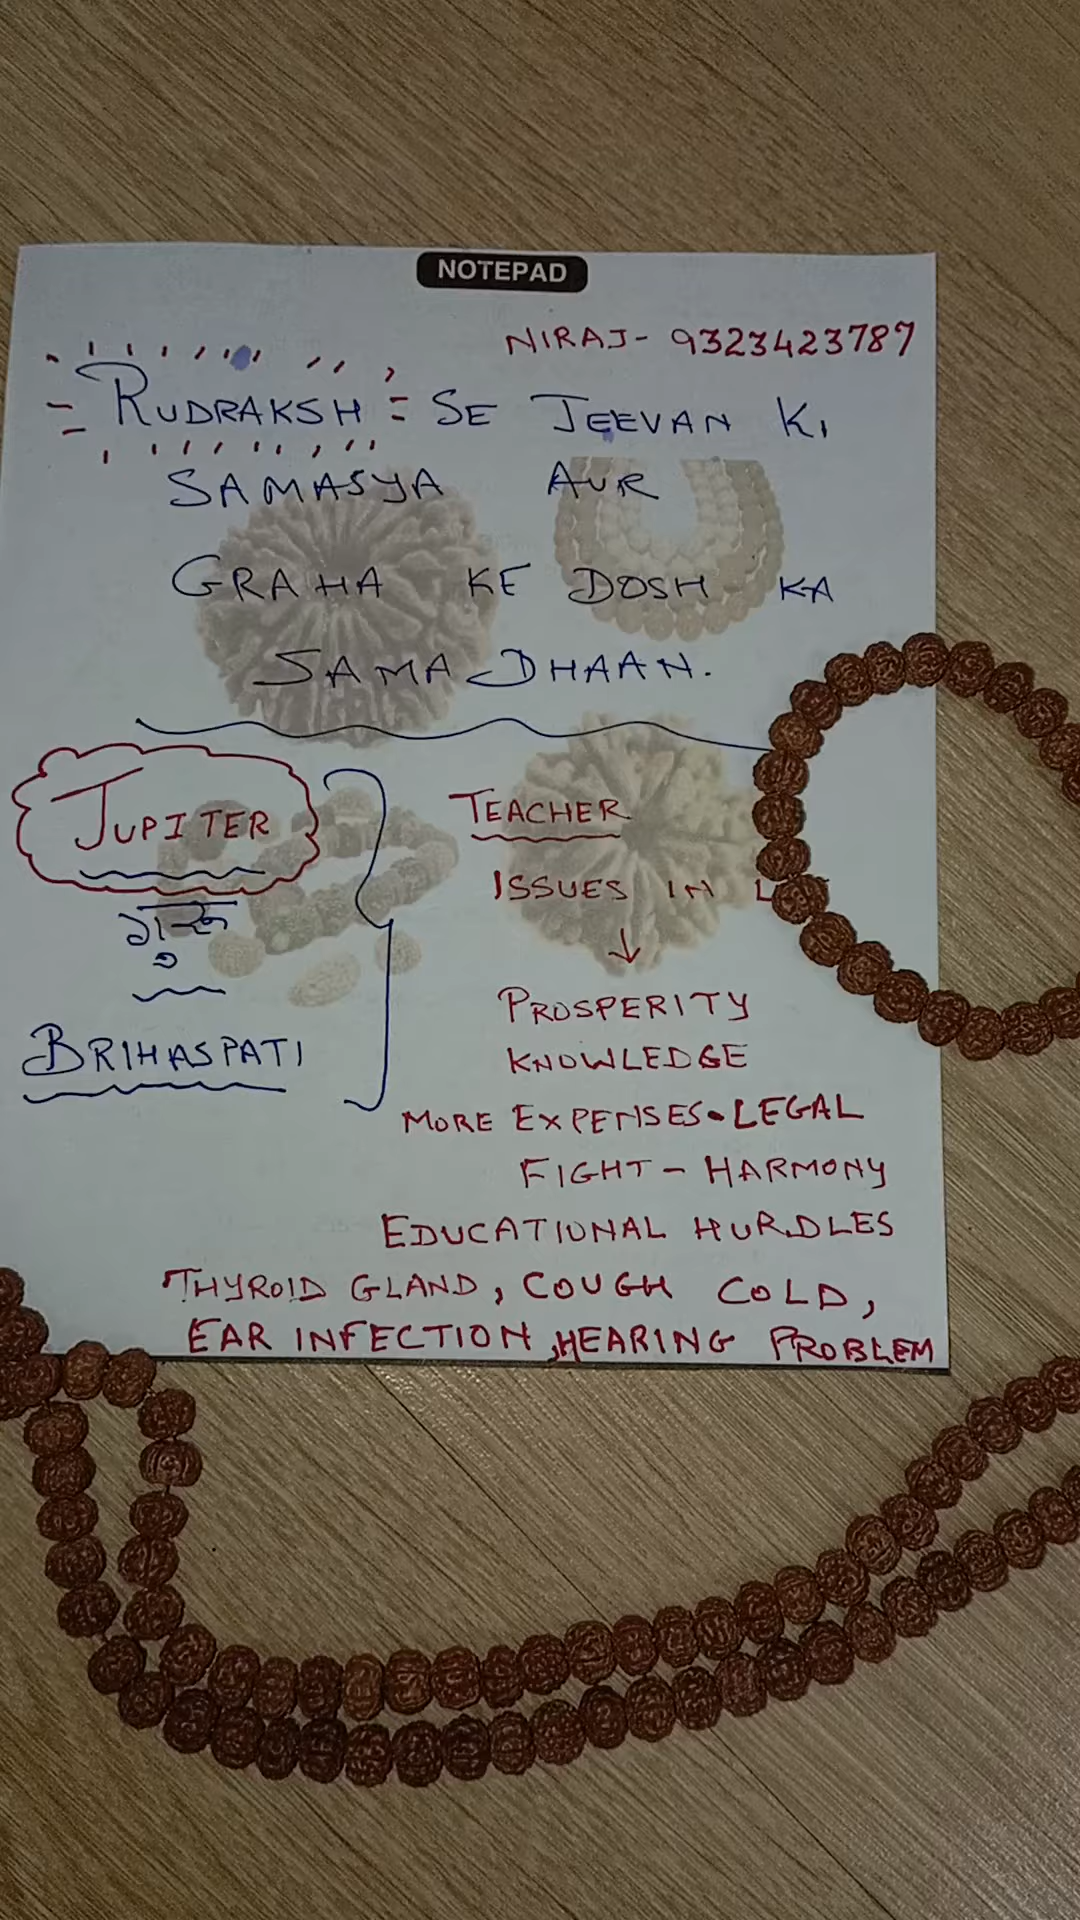 NOTEPAD
NIRAJ- 9323423787
RUDRAKSH SE JEEVAN KI
SAMASYA AUR
GRAHA KE DOSH KA
SAMADHAAN.
JUPITER
गुरू
BRIHASPATI
TEACHER
ISSUES IN
PROSPERITY
KNOWLEDGE
MORE EXPENSES-LEGAL
FIGHT - HARMONY
EDUCATIONAL HURDLES
THYROID GLAND, COUGH COLD,
EAR INFECTION, HEARING PROBLEM